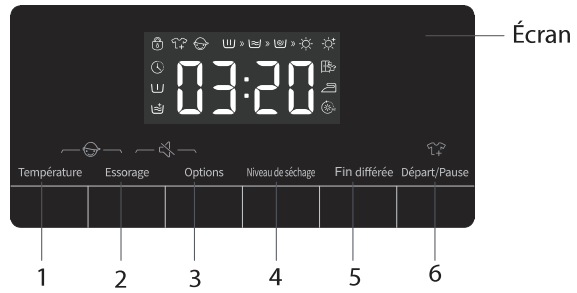 Écran
» » »
03:20
Température Essorage Options Niveau de séchage Fin différée Départ/Pause
1 2 3 4 5 6